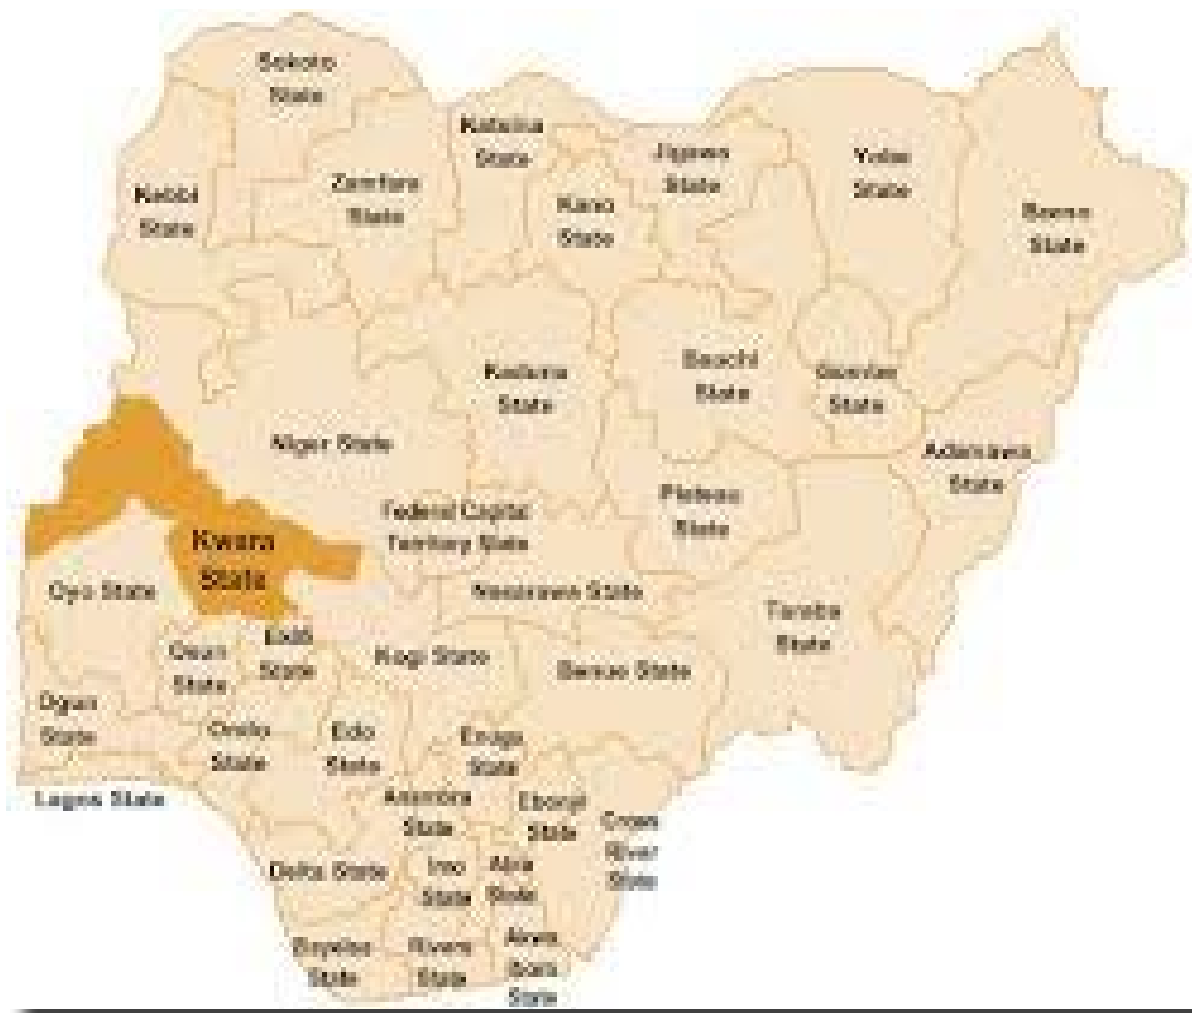 Sokoto
State
Katsina
State
Jigawa
State
Yobe
State
Zamfara
State
Kebbi
State
Kano
State
Borno
State
Kaduna
State
Bauchi
State
Gombe
State
Niger State
Adamawa
State
Plateau
State
Federal Capital
Territory State
Kwara
State
Oyo State
Nasarawa State
Taraba
State
Ekiti
State
Osun
State
Kogi State
Benue State
Ogun
State
Ondo
State
Edo
State
Enugu
State
Lagos State
Anambra
State
Ebonyi
State
Cross
River
State
Delta State
Imo
State
Abia
State
Bayelsa
State
Rivers
State
Akwa
Ibom
State